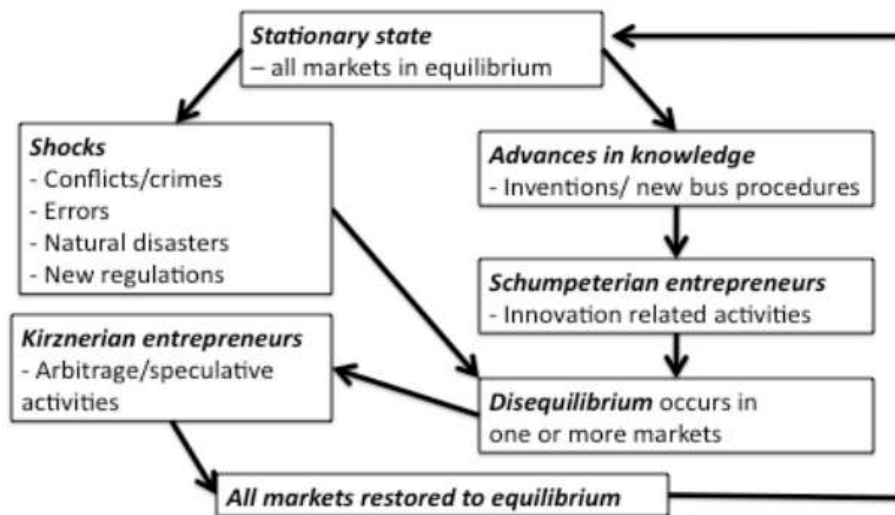 Stationary state
– all markets in equilibrium
Shocks
- Conflicts/crimes
- Errors
- Natural disasters
- New regulations
Advances in knowledge
- Inventions/ new bus procedures
Schumpeterian entrepreneurs
- Innovation related activities
Kirznerian entrepreneurs
- Arbitrage/speculative
activities
Disequilibrium occurs in
one or more markets
All markets restored to equilibrium